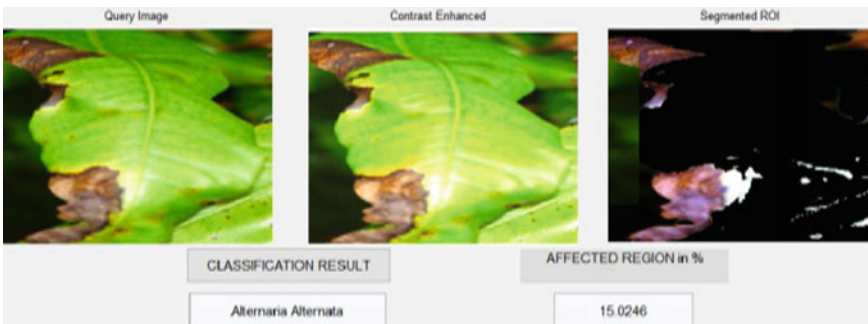 Query Image
Contrast Enhanced
Segmented ROI
CLASSIFICATION RESULT
AFFECTED REGION in %
Alternaria Alternata
15.0246